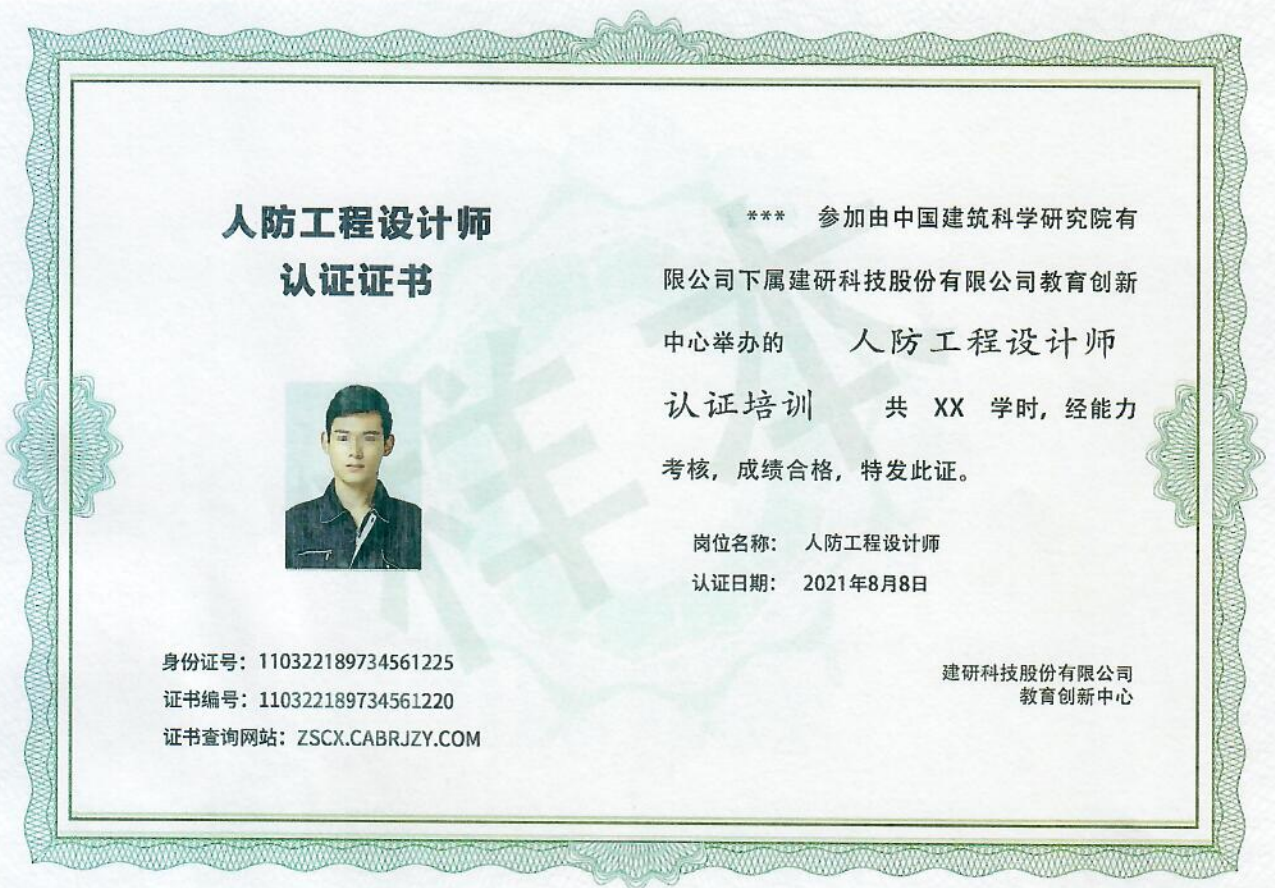 人防工程设计师
认证证书
身份证号：110322189734561225
证书编号：110322189734561220
证书查询网站：ZSCX.CABRJZY.COM
*** 参加由中国建筑科学研究院有
限公司下属建研科技股份有限公司教育创新
中心举办的 人防工程设计师
认证培训 共 XX 学时，经能力
考核，成绩合格，特发此证。
岗位名称： 人防工程设计师
认证日期： 2021年8月8日
建研科技股份有限公司
教育创新中心
样本